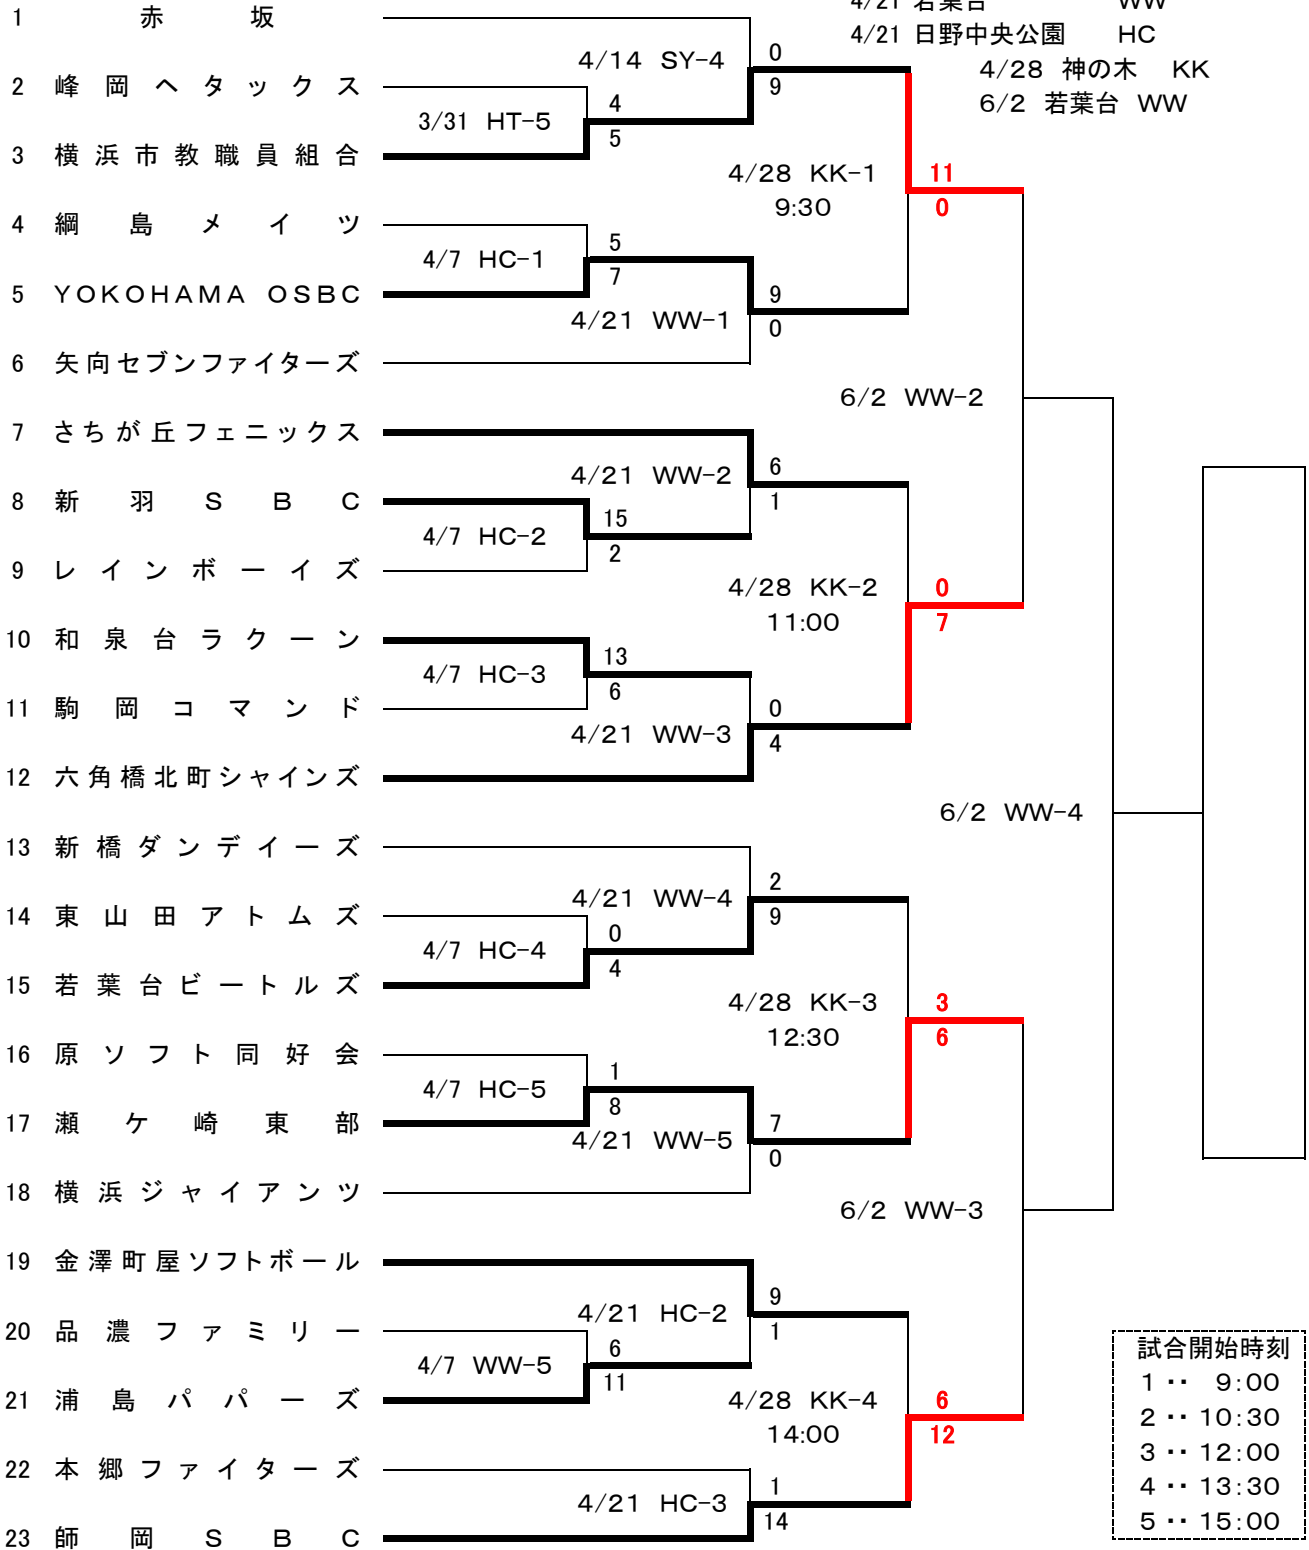 4/21 若葉台 WW
1 赤坂
4/21 日野中央公園 HC
4/14 SY-4
0
9
4/28 神の木 KK
2 峰岡ヘタックス
6/2 若葉台 WW
3/31 HT-5
4
5
3 横浜市教職員組合
4/28 KK-1
9:30
11
0
4 綱島メイツ
4/7 HC-1
5
7
5 YOKOHAMA OSBC
4/21 WW-1
9
0
6 矢向セブンファイターズ
6/2 WW-2
7 さちが丘フェニックス
4/21 WW-2
6
1
8 新羽SBC
4/7 HC-2
15
2
9 レインボーイズ
4/28 KK-2
11:00
0
7
10 和泉台ラクーン
4/7 HC-3
13
6
11 駒岡コマンド
4/21 WW-3
0
4
12 六角橋北町シャインズ
6/2 WW-4
13 新橋ダンデイーズ
4/21 WW-4
2
9
14 東山田アトムズ
4/7 HC-4
0
4
15 若葉台ビートルズ
4/28 KK-3
12:30
3
6
16 原ソフト同好会
4/7 HC-5
1
8
17 瀬ケ崎東部
4/21 WW-5
7
0
18 横浜ジャイアンツ
6/2 WW-3
19 金澤町屋ソフトボール
4/21 HC-2
9
1
20 品濃ファミリー
4/7 WW-5
6
11
21 浦島パパーズ
4/28 KK-4
14:00
6
12
22 本郷ファイターズ
4/21 HC-3
1
14
23 師岡SBC
試合開始時刻
1 ‥ 9:00
2 ‥ 10:30
3 ‥ 12:00
4 ‥ 13:30
5 ‥ 15:00